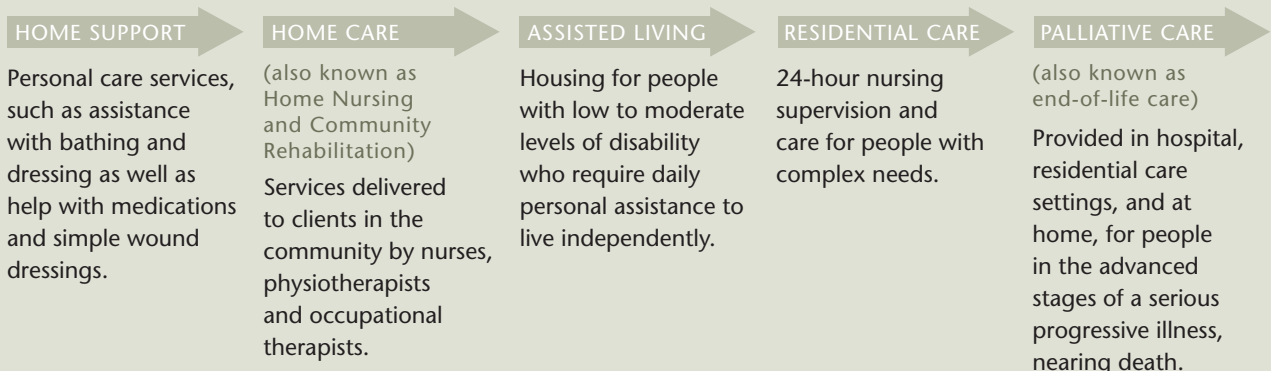 HOME SUPPORT
Personal care services,
such as assistance
with bathing and
dressing as well as
help with medications
and simple wound
dressings.
HOME CARE
(also known as
Home Nursing
and Community
Rehabilitation)
Services delivered
to clients in the
community by nurses,
physiotherapists
and occupational
therapists.
ASSISTED LIVING
Housing for people
with low to moderate
levels of disability
who require daily
personal assistance to
live independently.
RESIDENTIAL CARE
24-hour nursing
supervision and
care for people with
complex needs.
PALLIATIVE CARE
(also known as
end-of-life care)
Provided in hospital,
residential care
settings, and at
home, for people
in the advanced
stages of a serious
progressive illness,
nearing death.